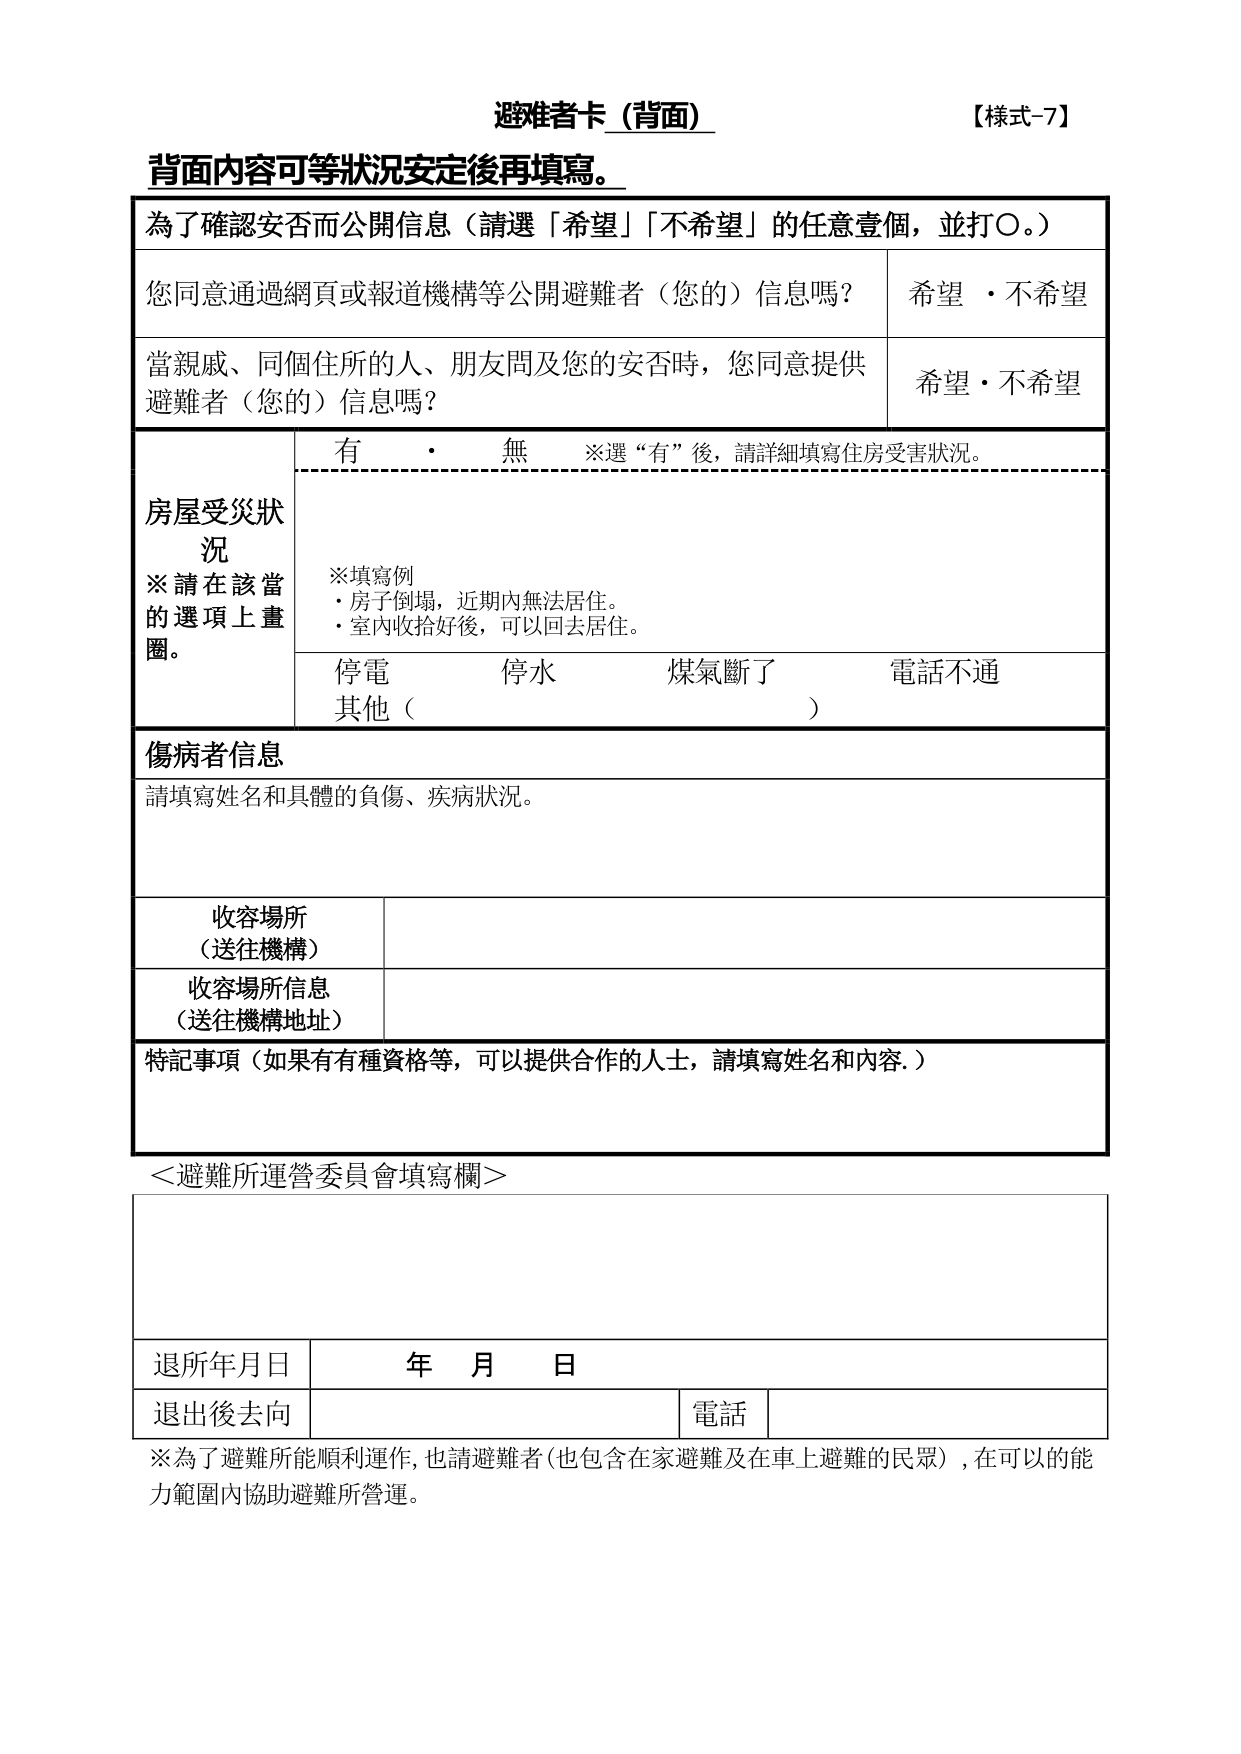 避难者卡（背面）
【様式−7】
背面内容可等狀況安定後再填寫。
為了確認安否而公開信息（請選「希望」「不希望」的任意壹個，並打〇。）
您同意通過網頁或報道機構等公開避難者（您的）信息嗎？
希望 ・不希望
當親戚、同個住所的人、朋友問及您的安否時，您同意提供
避難者（您的）信息嗎？
希望・不希望
有 ・ 無 ※選“有”後，請詳細填寫住房受害狀況。
房屋受災狀
況
※請在該當
的選項上畫
圈。
※填寫例
・房子倒塌，近期內無法居住。
・室內收拾好後，可以回去居住。
停電 停水 煤氣斷了 電話不通
其他（ ）
傷病者信息
請填寫姓名和具體的負傷、疾病狀況。
收容場所
（送往機構）
收容場所信息
（送往機構地址）
特記事項（如果有有種資格等，可以提供合作的人士，請填寫姓名和內容.）
＜避難所運營委員會填寫欄＞
退所年月日
年 月 日
退出後去向
電話
※為了避難所能順利運作,也請避難者(也包含在家避難及在車上避難的民眾）,在可以的能
力範圍內協助避難所營運。